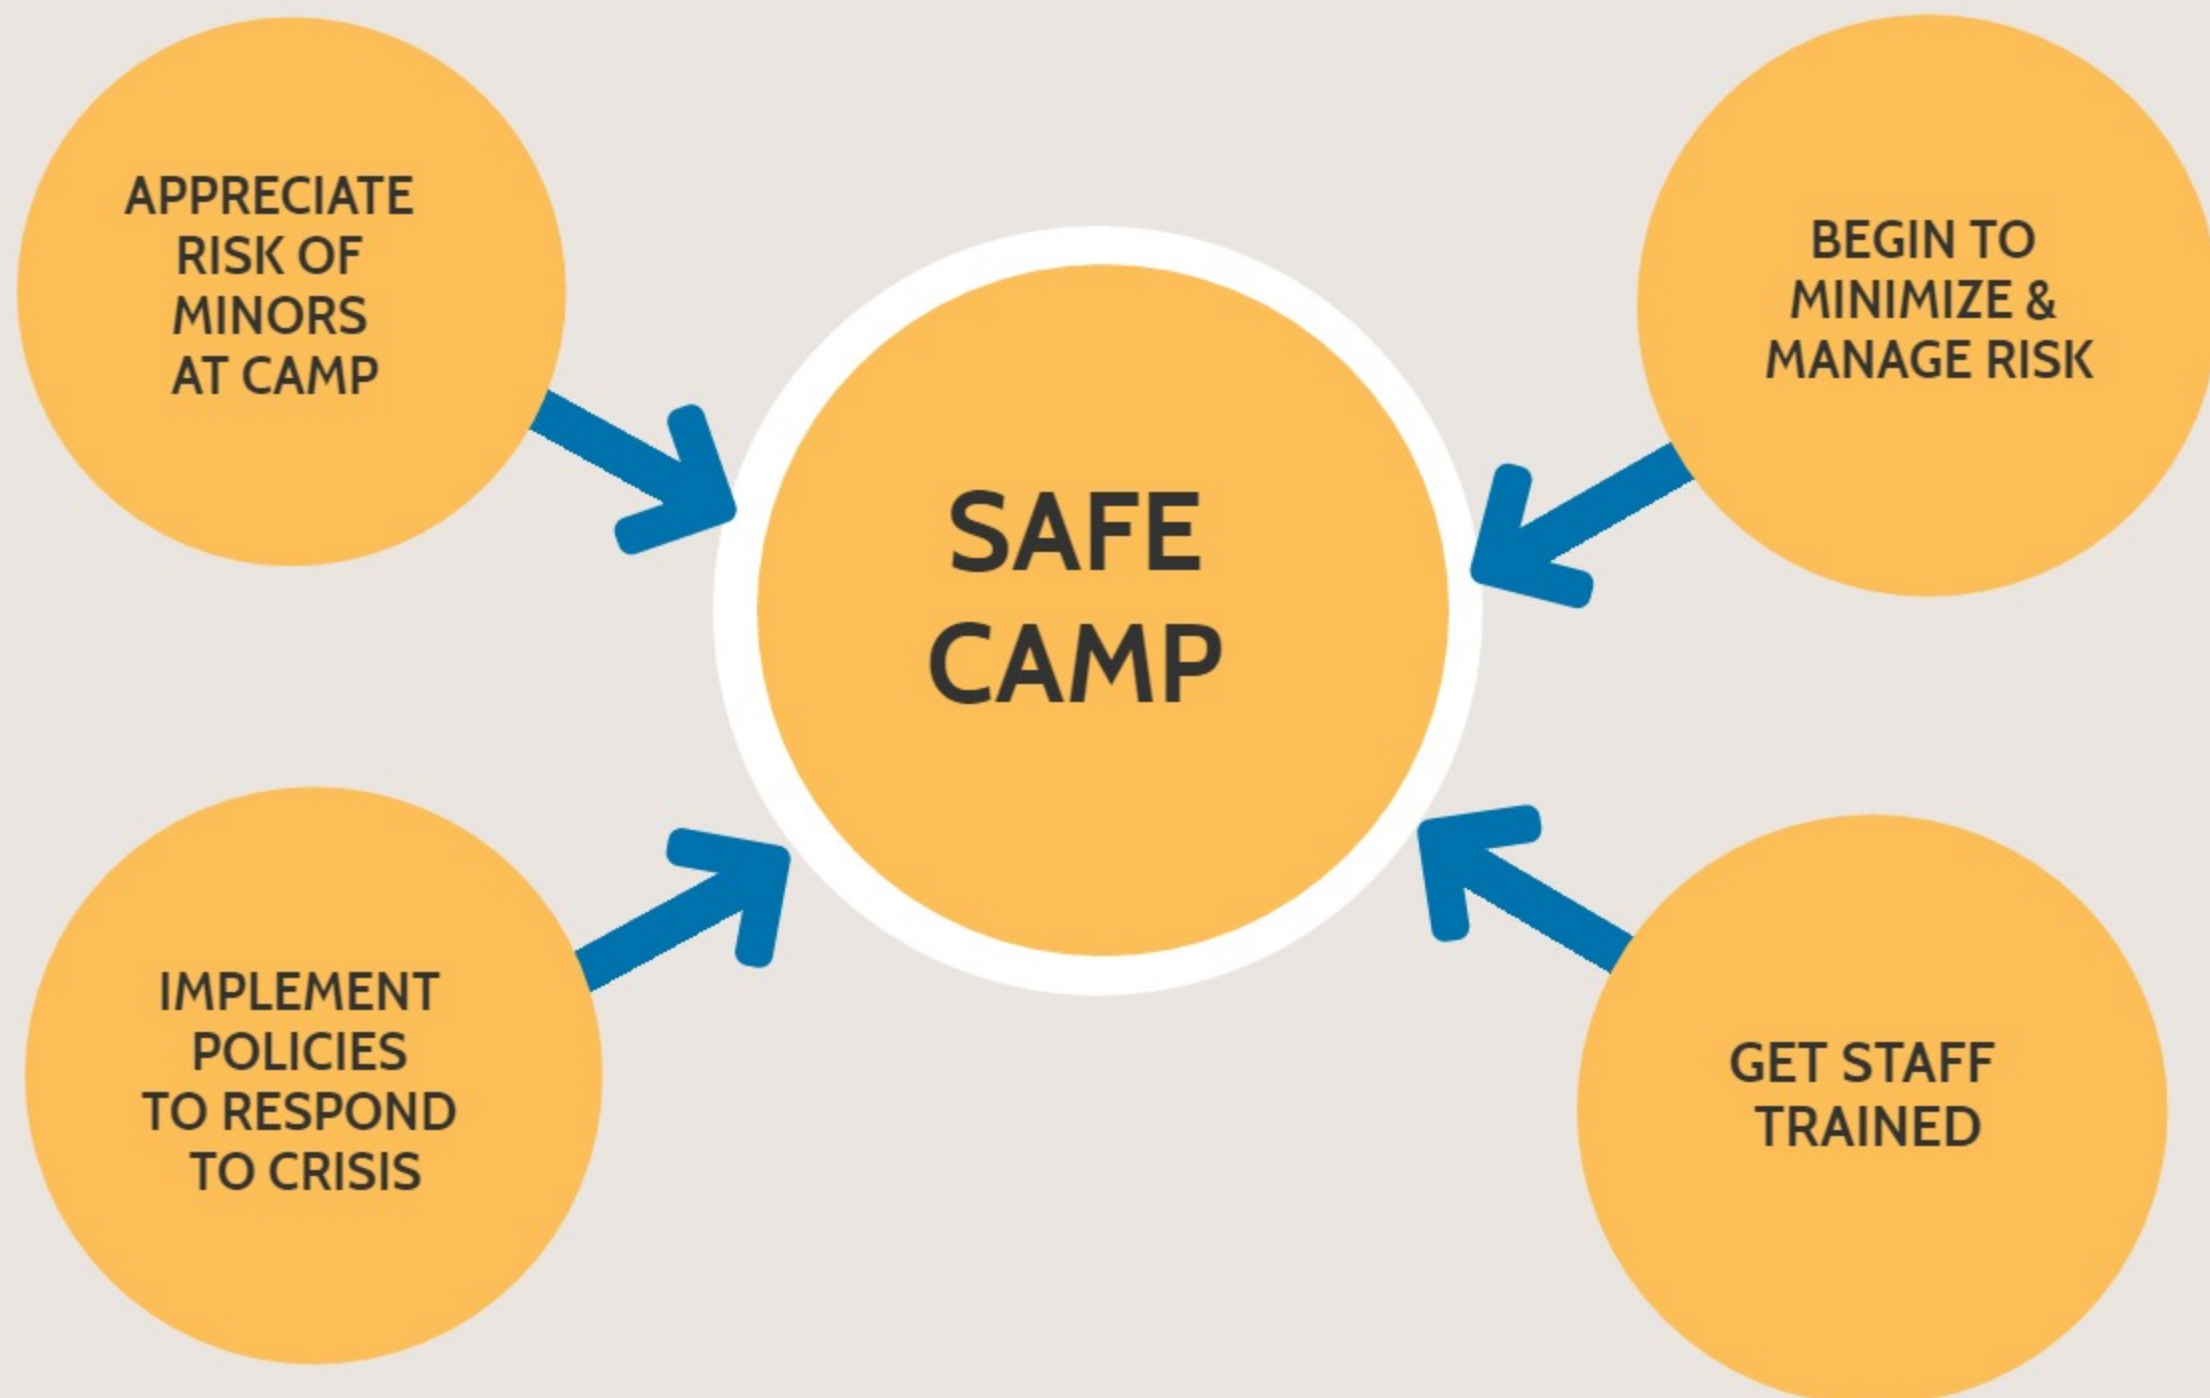 APPRECIATE
RISK OF
MINORS
AT CAMP
BEGIN TO
MINIMIZE &
MANAGE RISK
SAFE
CAMP
IMPLEMENT
POLICIES
TO RESPOND
TO CRISIS
GET STAFF
TRAINED